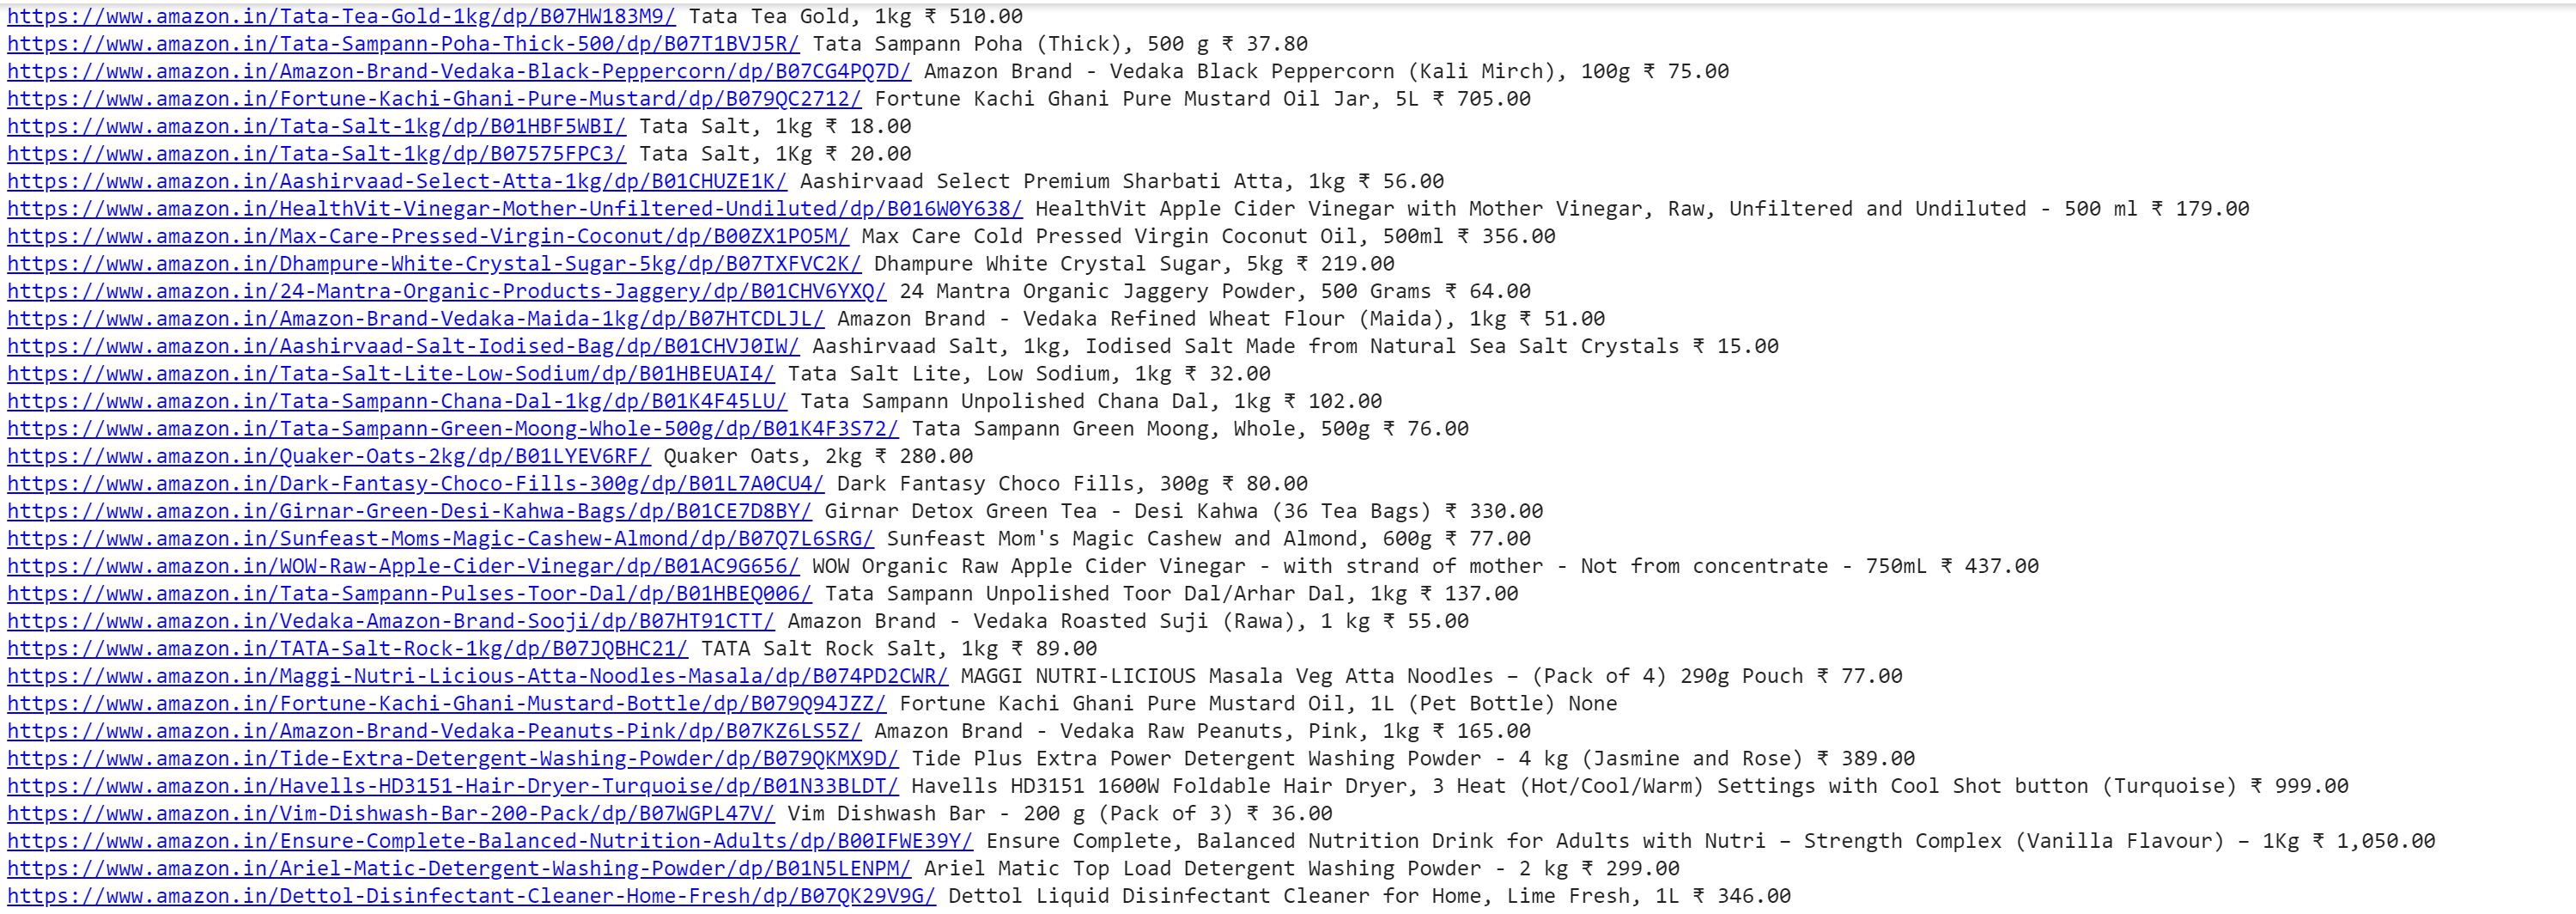 https://www.amazon.in/Tata-Tea-Gold-1kg/dp/B07HW183M9/ Tata Tea Gold, 1kg ₹ 510.00
https://www.amazon.in/Tata-Sampann-Poha-Thick-500/dp/B07T1BVJ5R/ Tata Sampann Poha (Thick), 500 g ₹ 37.80
https://www.amazon.in/Amazon-Brand-Vedaka-Black-Peppercorn/dp/B07CG4PQ7D/ Amazon Brand - Vedaka Black Peppercorn (Kali Mirch), 100g ₹ 75.00
https://www.amazon.in/Fortune-Kachi-Ghani-Pure-Mustard/dp/B079QC2712/ Fortune Kachi Ghani Pure Mustard Oil Jar, 5L ₹ 705.00
https://www.amazon.in/Tata-Salt-1kg/dp/B01HBF5WBI/ Tata Salt, 1kg ₹ 18.00
https://www.amazon.in/Tata-Salt-1kg/dp/B07575FPC3/ Tata Salt, 1Kg ₹ 20.00
https://www.amazon.in/Aashirvaad-Select-Atta-1kg/dp/B01CHUZE1K/ Aashirvaad Select Premium Sharbati Atta, 1kg ₹ 56.00
https://www.amazon.in/HealthVit-Vinegar-Mother-Unfiltered-Undiluted/dp/B016W0Y638/ HealthVit Apple Cider Vinegar with Mother Vinegar, Raw, Unfiltered and Undiluted - 500 ml ₹ 179.00
https://www.amazon.in/Max-Care-Pressed-Virgin-Coconut/dp/B00ZX1PO5M/ Max Care Cold Pressed Virgin Coconut Oil, 500ml ₹ 356.00
https://www.amazon.in/Dhampure-White-Crystal-Sugar-5kg/dp/B07TXFVC2K/ Dhampure White Crystal Sugar, 5kg ₹ 219.00
https://www.amazon.in/24-Mantra-Organic-Products-Jaggery/dp/B01CHV6YXQ/ 24 Mantra Organic Jaggery Powder, 500 Grams ₹ 64.00
https://www.amazon.in/Amazon-Brand-Vedaka-Maida-1kg/dp/B07HTCDLJL/ Amazon Brand - Vedaka Refined Wheat Flour (Maida), 1kg ₹ 51.00
https://www.amazon.in/Aashirvaad-Salt-Iodised-Bag/dp/B01CHVJ0IW/ Aashirvaad Salt, 1kg, Iodised Salt Made from Natural Sea Salt Crystals ₹ 15.00
https://www.amazon.in/Tata-Salt-Lite-Low-Sodium/dp/B01HBEUAI4/ Tata Salt Lite, Low Sodium, 1kg ₹ 32.00
https://www.amazon.in/Tata-Sampann-Chana-Dal-1kg/dp/B01K4F45LU/ Tata Sampann Unpolished Chana Dal, 1kg ₹ 102.00
https://www.amazon.in/Tata-Sampann-Green-Moong-Whole-500g/dp/B01K4F3S72/ Tata Sampann Green Moong, Whole, 500g ₹ 76.00
https://www.amazon.in/Quaker-Oats-2kg/dp/B01LYEV6RF/ Quaker Oats, 2kg ₹ 280.00
https://www.amazon.in/Dark-Fantasy-Choco-Fills-300g/dp/B01L7A0CU4/ Dark Fantasy Choco Fills, 300g ₹ 80.00
https://www.amazon.in/Girnar-Green-Desi-Kahwa-Bags/dp/B01CE7D8BY/ Girnar Detox Green Tea - Desi Kahwa (36 Tea Bags) ₹ 330.00
https://www.amazon.in/Sunfeast-Moms-Magic-Cashew-Almond/dp/B07Q7L6SRG/ Sunfeast Mom's Magic Cashew and Almond, 600g ₹ 77.00
https://www.amazon.in/WOW-Raw-Apple-Cider-Vinegar/dp/B01AC9G656/ WOW Organic Raw Apple Cider Vinegar - with strand of mother - Not from concentrate - 750mL ₹ 437.00
https://www.amazon.in/Tata-Sampann-Pulses-Toor-Dal/dp/B01HBEQ006/ Tata Sampann Unpolished Toor Dal/Arhar Dal, 1kg ₹ 137.00
https://www.amazon.in/Vedaka-Amazon-Brand-Sooji/dp/B07HT91CTT/ Amazon Brand - Vedaka Roasted Suji (Rawa), 1 kg ₹ 55.00
https://www.amazon.in/TATA-Salt-Rock-1kg/dp/B07JQBHC21/ TATA Salt Rock Salt, 1kg ₹ 89.00
https://www.amazon.in/Maggi-Nutri-Licious-Atta-Noodles-Masala/dp/B074PD2CWR/ MAGGI NUTRI-LICIOUS Masala Veg Atta Noodles – (Pack of 4) 290g Pouch ₹ 77.00
https://www.amazon.in/Fortune-Kachi-Ghani-Mustard-Bottle/dp/B079Q94JZZ/ Fortune Kachi Ghani Pure Mustard Oil, 1L (Pet Bottle) None
https://www.amazon.in/Amazon-Brand-Vedaka-Peanuts-Pink/dp/B07KZ6LS5Z/ Amazon Brand - Vedaka Raw Peanuts, Pink, 1kg ₹ 165.00
https://www.amazon.in/Tide-Extra-Detergent-Washing-Powder/dp/B079QKMX9D/ Tide Plus Extra Power Detergent Washing Powder - 4 kg (Jasmine and Rose) ₹ 389.00
https://www.amazon.in/Havells-HD3151-Hair-Dryer-Turquoise/dp/B01N33BLDT/ Havells HD3151 1600W Foldable Hair Dryer, 3 Heat (Hot/Cool/Warm) Settings with Cool Shot button (Turquoise) ₹ 999.00
https://www.amazon.in/Vim-Dishwash-Bar-200-Pack/dp/B07WGPL47V/ Vim Dishwash Bar - 200 g (Pack of 3) ₹ 36.00
https://www.amazon.in/Ensure-Complete-Balanced-Nutrition-Adults/dp/B00IFWE39Y/ Ensure Complete, Balanced Nutrition Drink for Adults with Nutri – Strength Complex (Vanilla Flavour) – 1Kg ₹ 1,050.00
https://www.amazon.in/Ariel-Matic-Detergent-Washing-Powder/dp/B01N5LENPM/ Ariel Matic Top Load Detergent Washing Powder - 2 kg ₹ 299.00
https://www.amazon.in/Dettol-Disinfectant-Cleaner-Home-Fresh/dp/B07QK29V9G/ Dettol Liquid Disinfectant Cleaner for Home, Lime Fresh, 1L ₹ 346.00